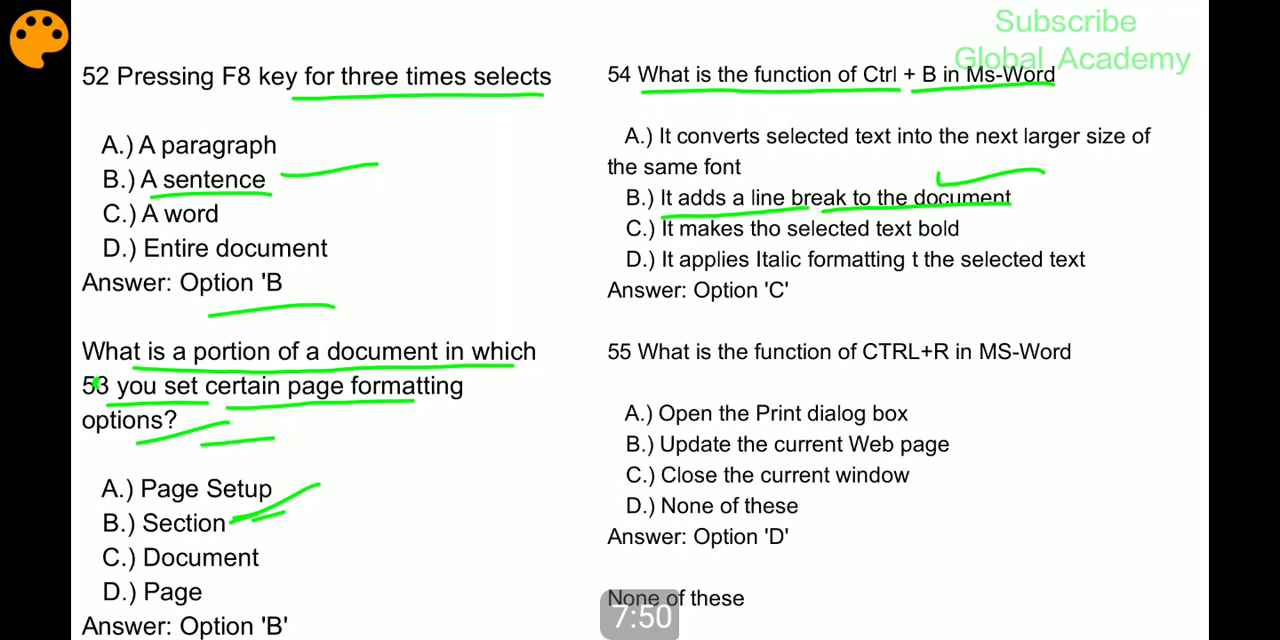 Subscribe
Global Academy
52 Pressing F8 key for three times selects
A.) A paragraph
B.) A sentence
C.) A word
D.) Entire document
Answer: Option 'B
What is a portion of a document in which
53 you set certain page formatting
options?
A.) Page Setup
B.) Section
C.) Document
D.) Page
Answer: Option 'B'
54 What is the function of Ctrl + B in Ms-Word
A.) It converts selected text into the next larger size of
the same font
B.) It adds a line break to the document
C.) It makes tho selected text bold
D.) It applies Italic formatting t the selected text
Answer: Option 'C'
55 What is the function of CTRL+R in MS-Word
A.) Open the Print dialog box
B.) Update the current Web page
C.) Close the current window
D.) None of these
Answer: Option 'D'
None of these
7:50